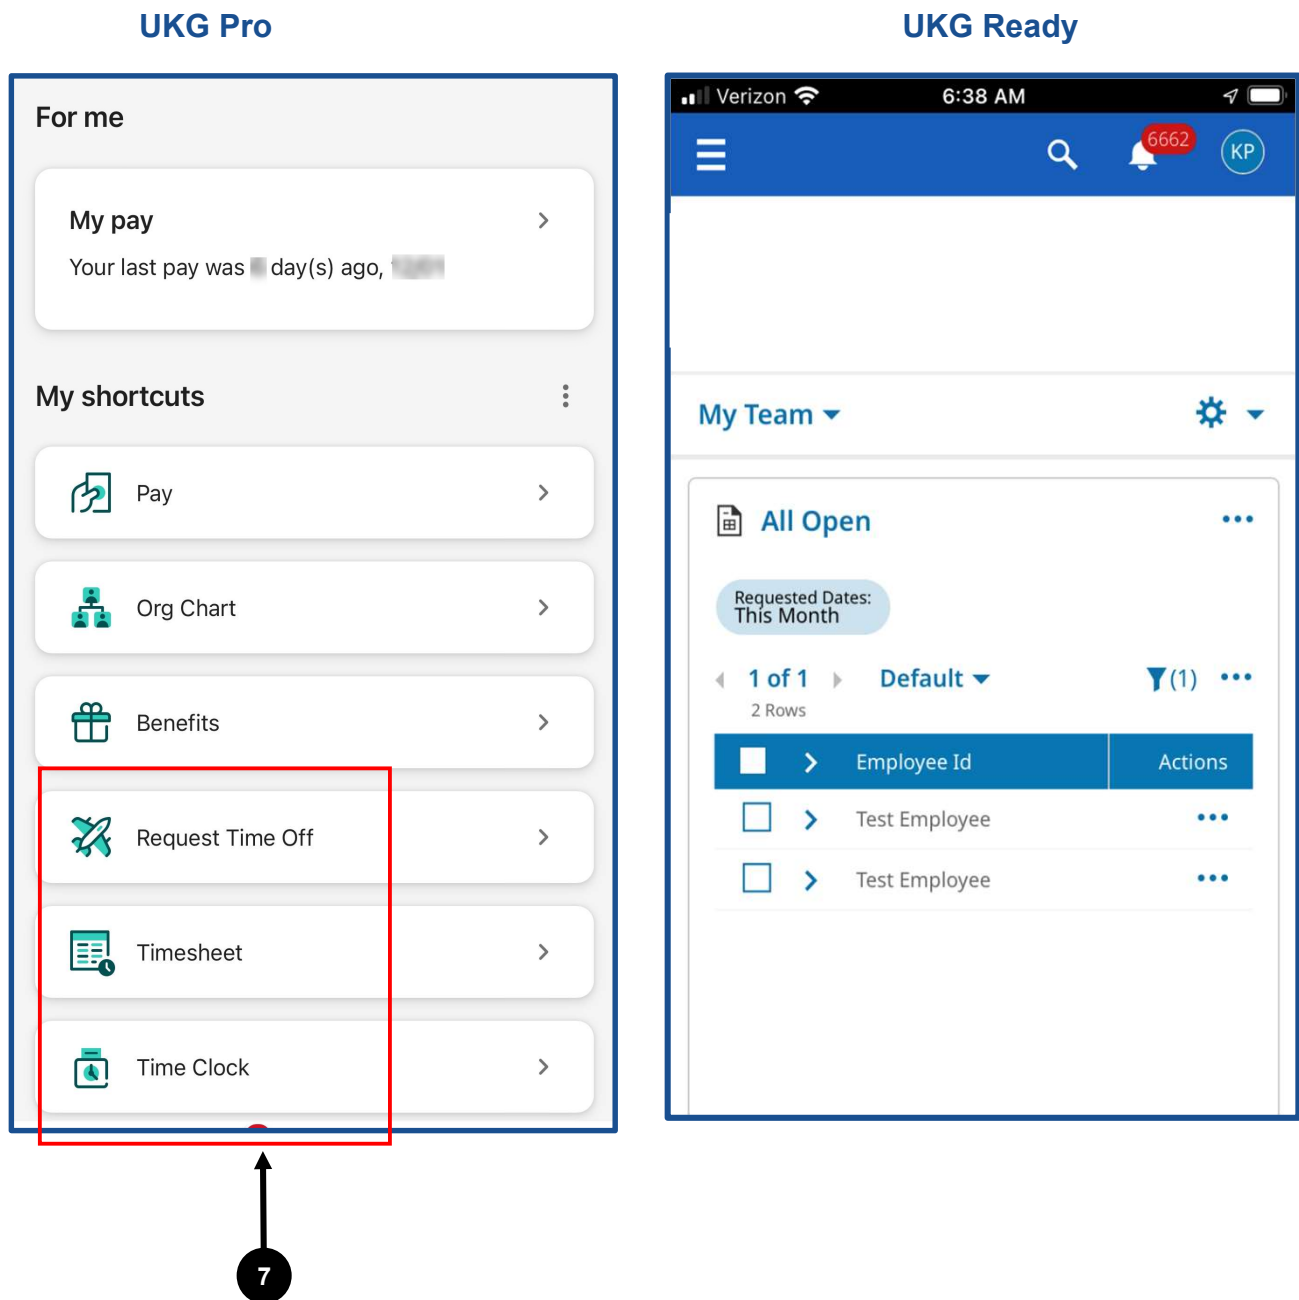 UKG Pro
For me
My pay
Your last pay was day(s) ago,
My shortcuts
Pay
Org Chart
Benefits
Request Time Off
Timesheet
Time Clock
7
UKG Ready
Verizon 6:38 AM
6662 KP
My Team
All Open
Requested Dates:
This Month
1 of 1 Default (1)
2 Rows
Employee Id Actions
Test Employee
Test Employee